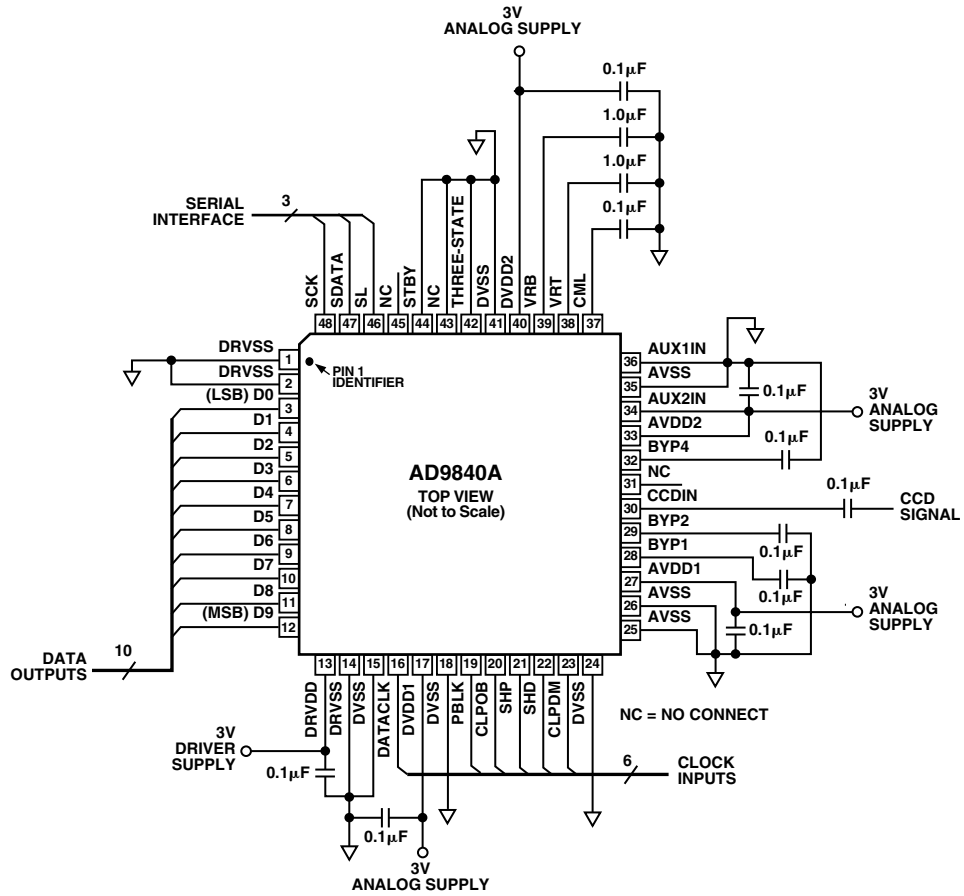 3V
ANALOG SUPPLY
0.1µF
1.0µF
1.0µF
0.1µF
SERIAL
INTERFACE
3
SCK
SDATA
SL
NC
STBY
NC
THREE-STATE
DVSS
DVDD2
VRB
VRT
CML
48
47
46
45
44
43
42
41
40
39
38
37
DRVSS
1
DRVSS
2
(LSB) D0
3
D1
4
D2
5
D3
6
D4
7
D5
8
D6
9
D7
10
D8
11
(MSB) D9
12
PIN 1
IDENTIFIER
AD9840A
TOP VIEW
(Not to Scale)
36
AUX1IN
35
AVSS
34
AUX2IN
33
AVDD2
32
BYP4
31
NC
30
CCDIN
29
BYP2
28
BYP1
27
AVDD1
26
AVSS
25
AVSS
0.1µF
3V
ANALOG
SUPPLY
0.1µF
0.1µF
CCD
SIGNAL
0.1µF
0.1µF
3V
ANALOG
SUPPLY
0.1µF
DATA
OUTPUTS
10
13
14
15
16
17
18
19
20
21
22
23
24
DRVDD
DRVSS
DVSS
DATACLK
DVDD1
DVSS
PBLK
CLPOB
SHP
SHD
CLPDM
DVSS
NC = NO CONNECT
3V
DRIVER
SUPPLY
0.1µF
6
CLOCK
INPUTS
0.1µF
3V
ANALOG SUPPLY